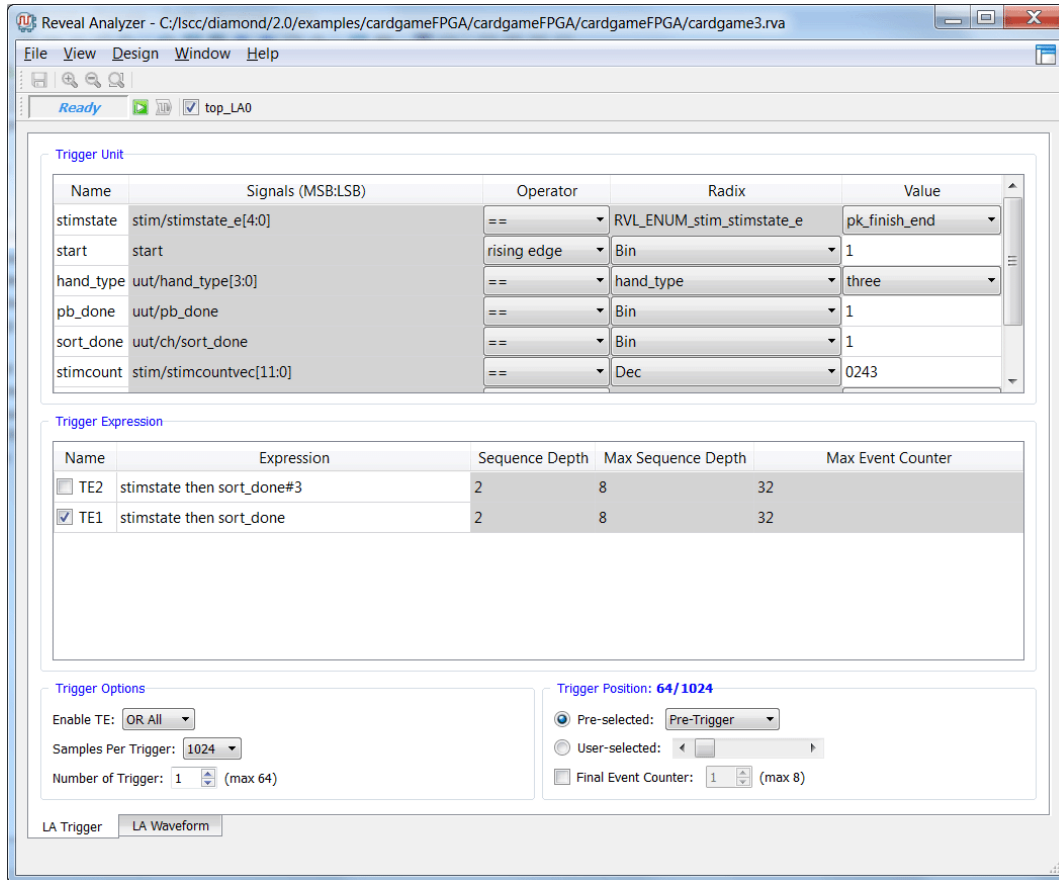 Reveal Analyzer - C:/lscc/diamond/2.0/examples/cardgameFPGA/cardgeaFPGA/cardgameFPGA/cardgame3.rva
File View Design Window Help
Ready top_LA0
Trigger Unit
Name Signals (MSB:LSB) Operator Radix Value
stimstate stim/stimstate_e[4:0] == RVL_ENUM_stim_stimstate_e pk_finish_end
start start rising edge Bin 1
hand_type uut/hand_type[3:0] == hand_type three
pb_done uut/pb_done == Bin 1
sort_done uut/ch/sort_done == Bin 1
stimcount stim/stimcountvec[11:0] == Dec 0243
Trigger Expression
Name Expression Sequence Depth Max Sequence Depth Max Event Counter
TE2 stimstate then sort_done#3 2 8 32
TE1 stimstate then sort_done 2 8 32
Trigger Options
Enable TE: OR All
Samples Per Trigger: 1024
Number of Trigger: 1 (max 64)
Trigger Position: 64/1024
Pre-selected: Pre-Trigger
User-selected:
Final Event Counter: 1 (max 8)
LA Trigger LA Waveform